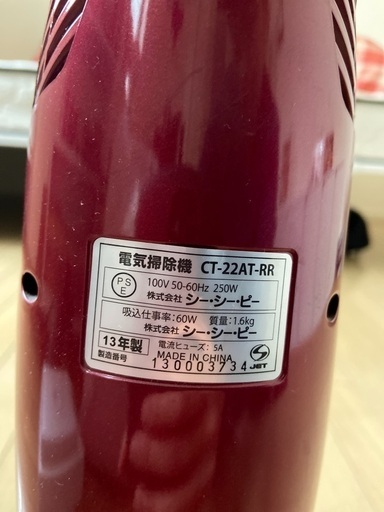 電気掃除機 CT-22AT-RR
PSE
100V 50-60Hz 250W
株式会社 シー・シー・ピー
吸込仕事率:60W 質量:1.6kg
株式会社 シー・シー・ピー
13年製
電流ヒューズ:5A
MADE IN CHINA
製造番号
130003734
JET